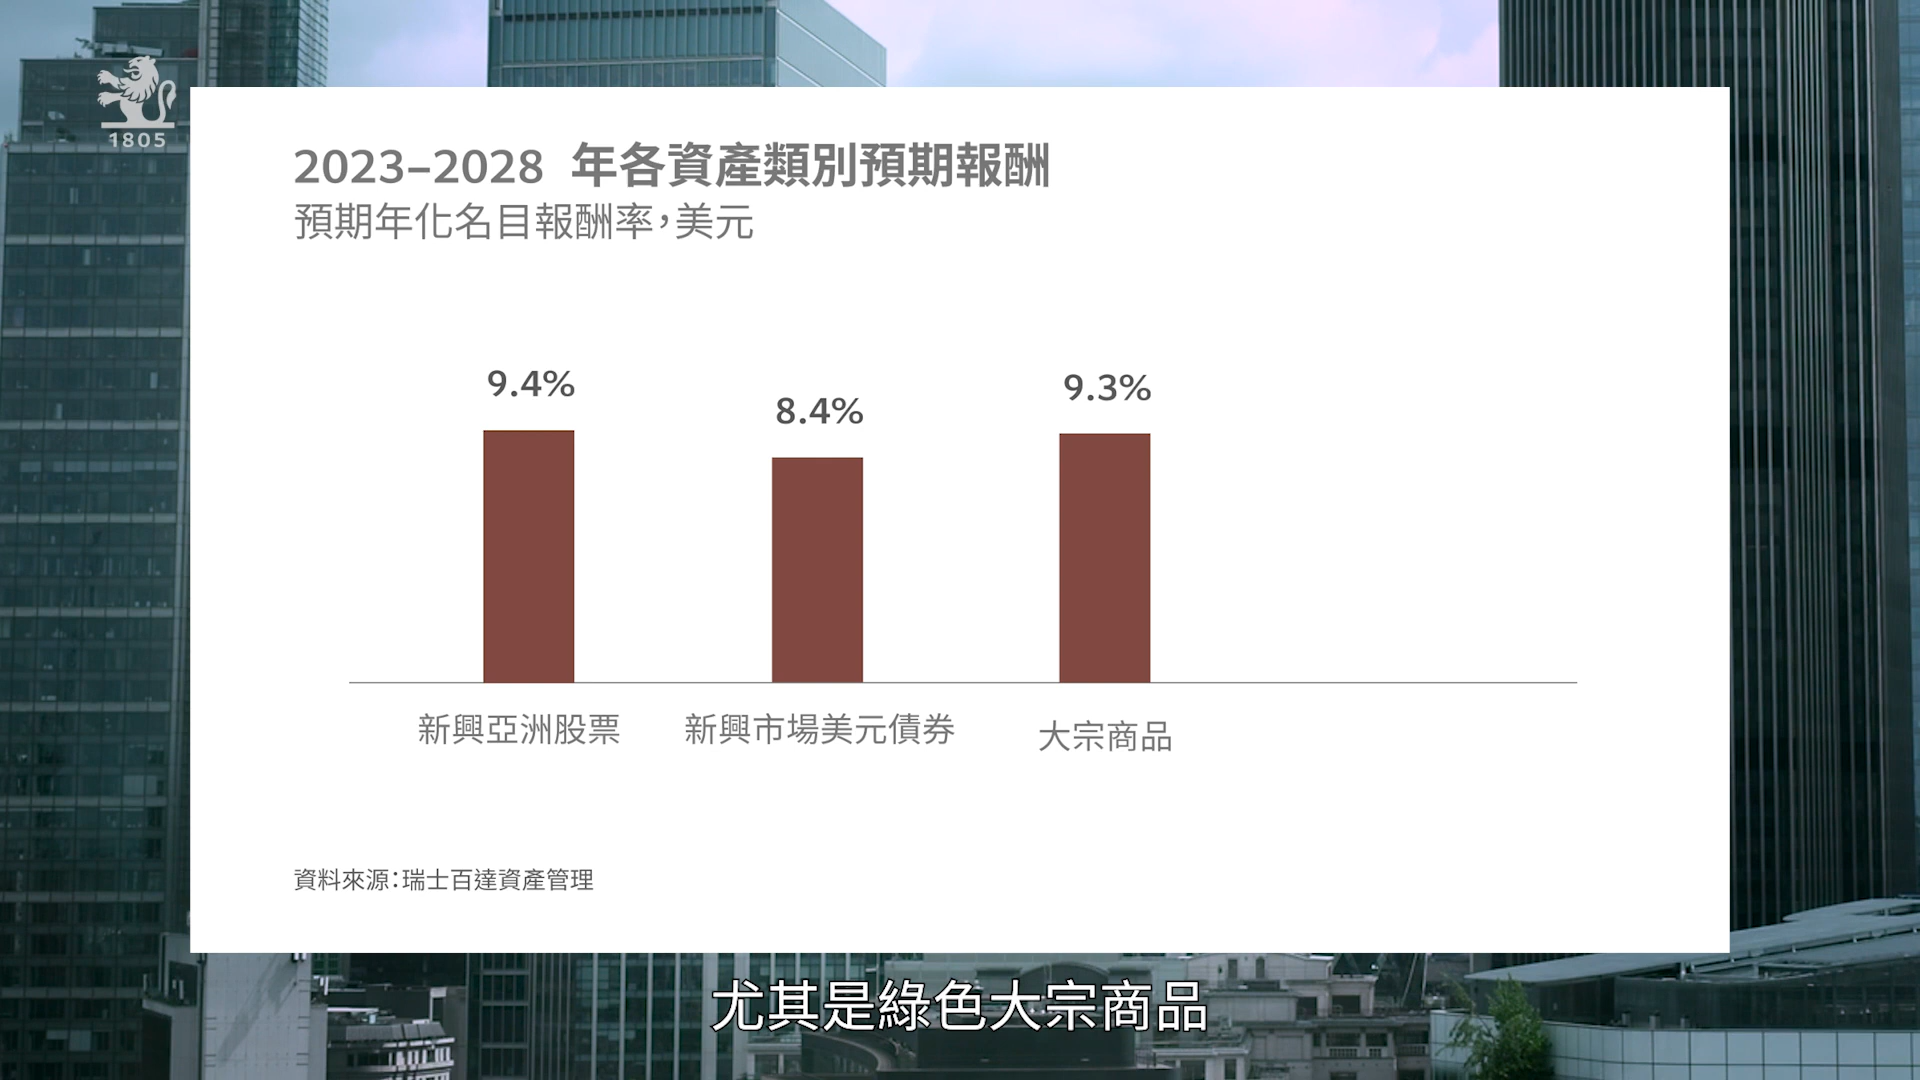 1805
2023–2028 年各資產類別預期報酬
預期年化名目報酬率，美元
9.4%
8.4%
9.3%
新興亞洲股票
新興市場美元債券
大宗商品
資料來源：瑞士百達資產管理
尤其是綠色大宗商品